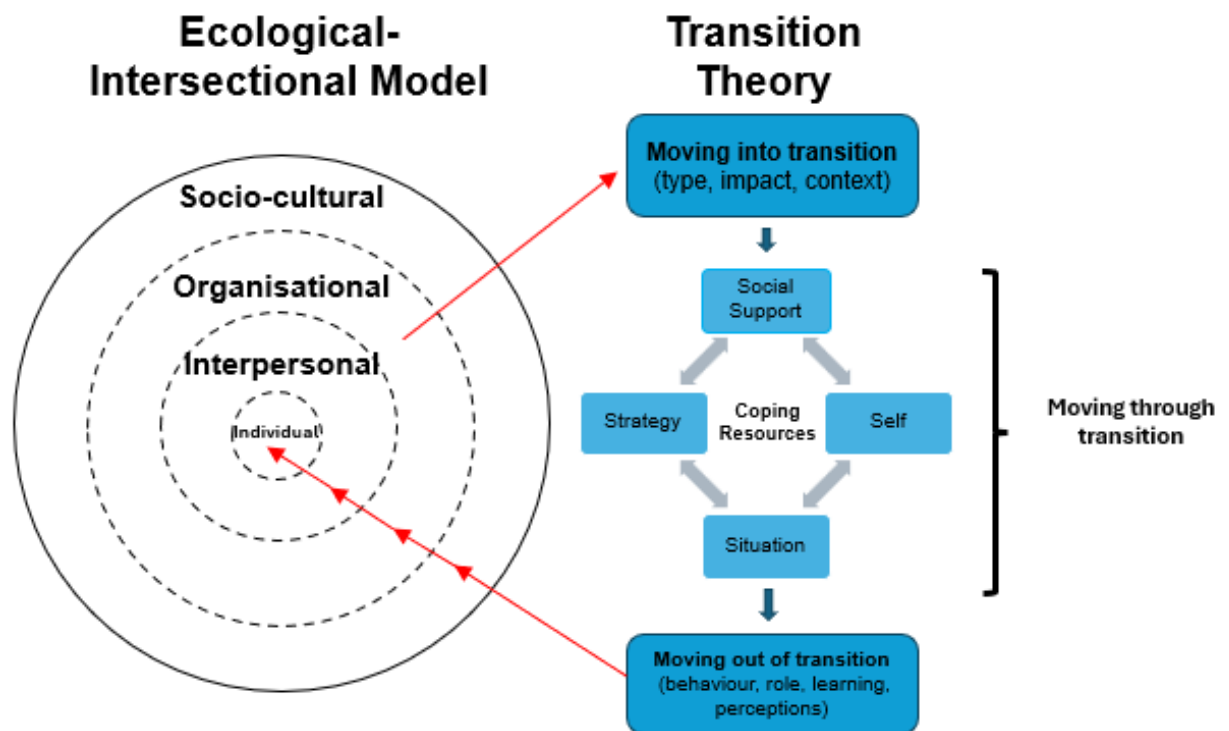 Ecological-
Intersectional Model
Socio-cultural
Organisational
Interpersonal
Individual
Transition
Theory
Moving into transition
(type, impact, context)
Social
Support
Strategy
Coping
Resources
Self
Situation
Moving through
transition
Moving out of transition
(behaviour, role, learning,
perceptions)